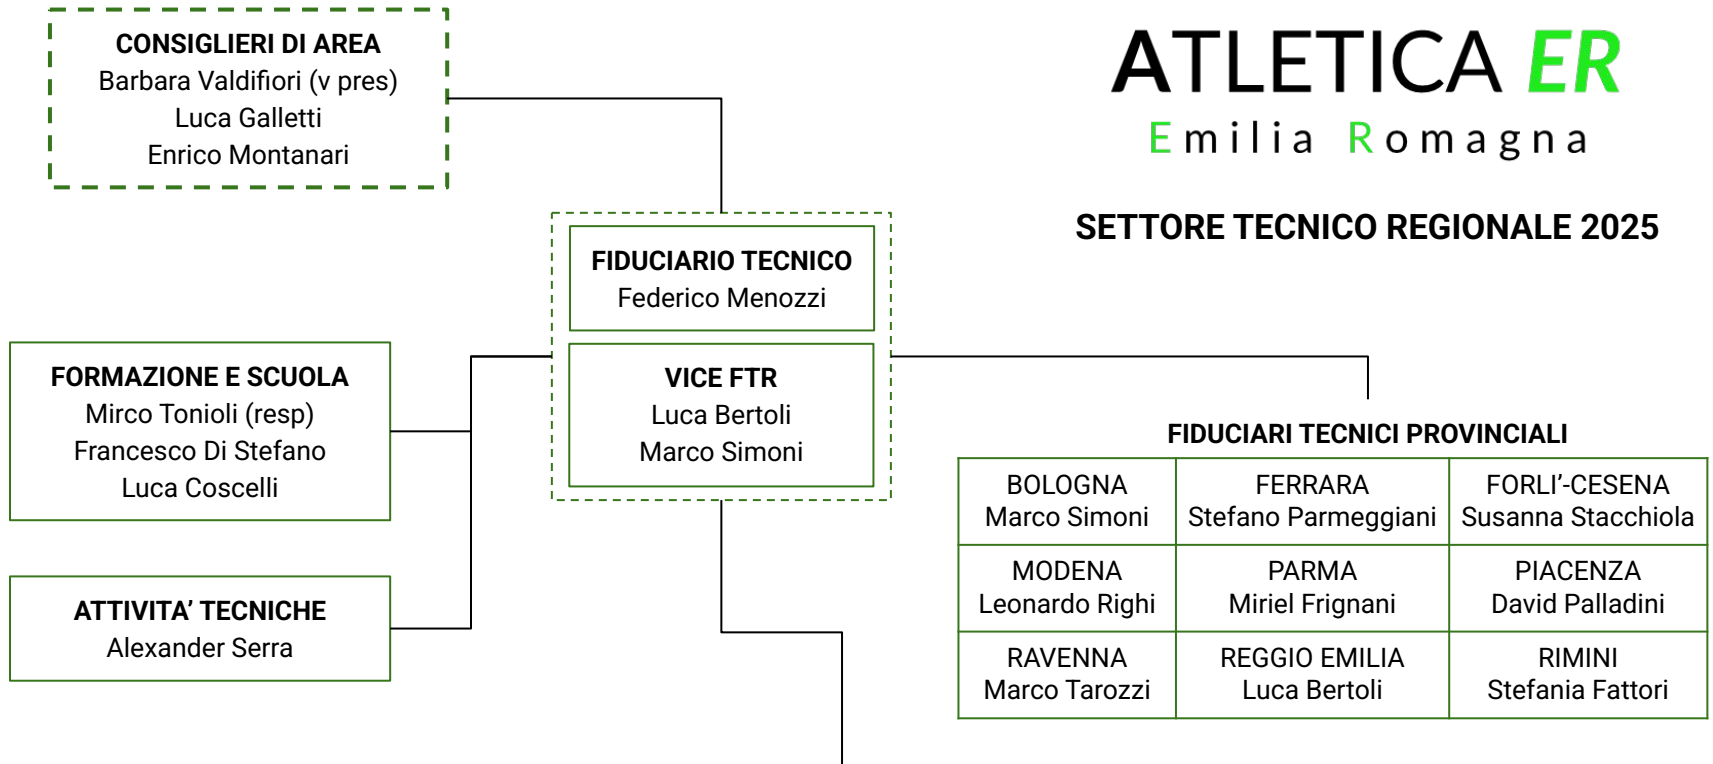 CONSIGLIERI DI AREA
Barbara Valdifiori (v pres)
Luca Galletti
Enrico Montanari
ATLETICA ER
Emilia Romagna
SETTORE TECNICO REGIONALE 2025
FIDUCIARIO TECNICO
Federico Menozzi
VICE FTR
Luca Bertoli
Marco Simoni
FORMAZIONE E SCUOLA
Mirco Tonioli (resp)
Francesco Di Stefano
Luca Coscelli
ATTIVITA’ TECNICHE
Alexander Serra
FIDUCIARI TECNICI PROVINCIALI
BOLOGNA
Marco Simoni
FERRARA
Stefano Parmeggiani
FORLI’-CESENA
Susanna Stacchiola
MODENA
Leonardo Righi
PARMA
Miriel Frignani
PIACENZA
David Palladini
RAVENNA
Marco Tarozzi
REGGIO EMILIA
Luca Bertoli
RIMINI
Stefania Fattori